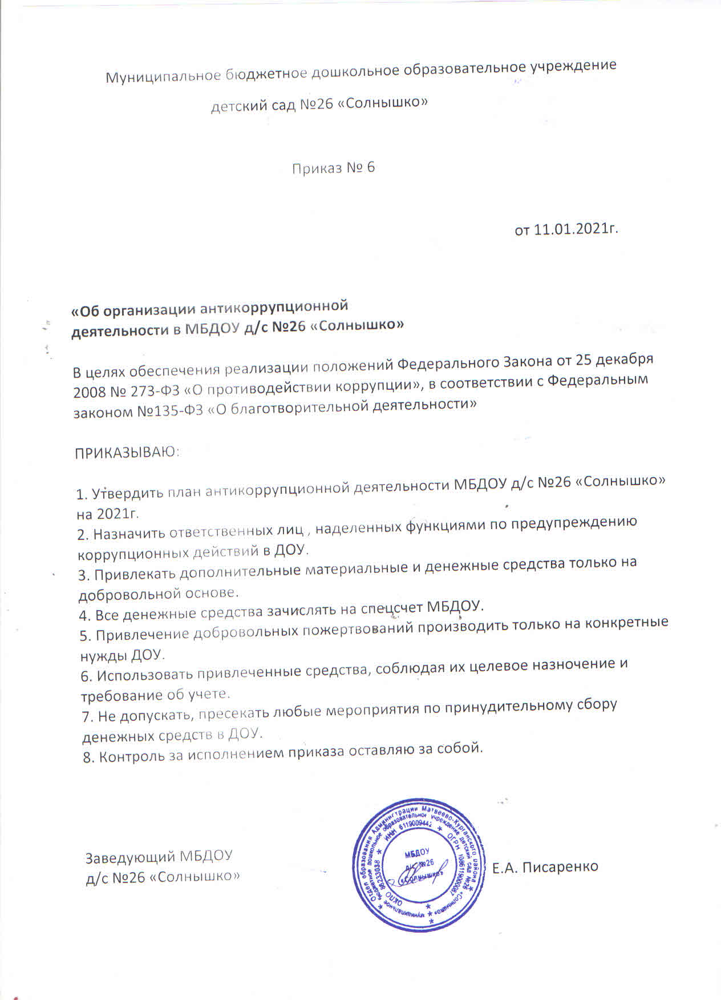 Муниципальное бюджетное дошкольное образовательное учреждение
детский сад №26 «Солнышко»
Приказ № 6
от 11.01.2021г.
«Об организации антикоррупционной
деятельности в МБДОУ д/с №26 «Солнышко»
В целях обеспечения реализации положений Федерального Закона от 25 декабря
2008 № 273-ФЗ «О противодействии коррупции», в соответствии с Федеральным
законом №135-ФЗ «О благотворительной деятельности»
ПРИКАЗЫВАЮ:
1. Утвердить план антикоррупционной деятельности МБДОУ д/с №26 «Солнышко»
на 2021г.
2. Назначить ответственных лиц , наделенных функциями по предупреждению
коррупционных действий в ДОУ.
3. Привлекать дополнительные материальные и денежные средства только на
добровольной основе.
4. Все денежные средства зачислять на спецсчет МБДОУ.
5. Привлечение добровольных пожертвований производить только на конкретные
нужды ДОУ.
6. Использовать привлеченные средства, соблюдая их целевое назночение и
требование об учете.
7. Не допускать, пресекать любые мероприятия по принудительному сбору
денежных средств в ДОУ.
8. Контроль за исполнением приказа оставляю за собой.
Заведующий МБДОУ
д/с №26 «Солнышко»
Отдел образования Администрации Матвеево-Курганского района
муниципальное бюджетное дошкольное образовательное учреждение детский сад №26 «Солнышко»
ОКПО 86233038 * ИНН 6119009442 * ОГРН 1086119000087
МБДОУ
д/с №26
«Солнышко»
Е.А. Писаренко